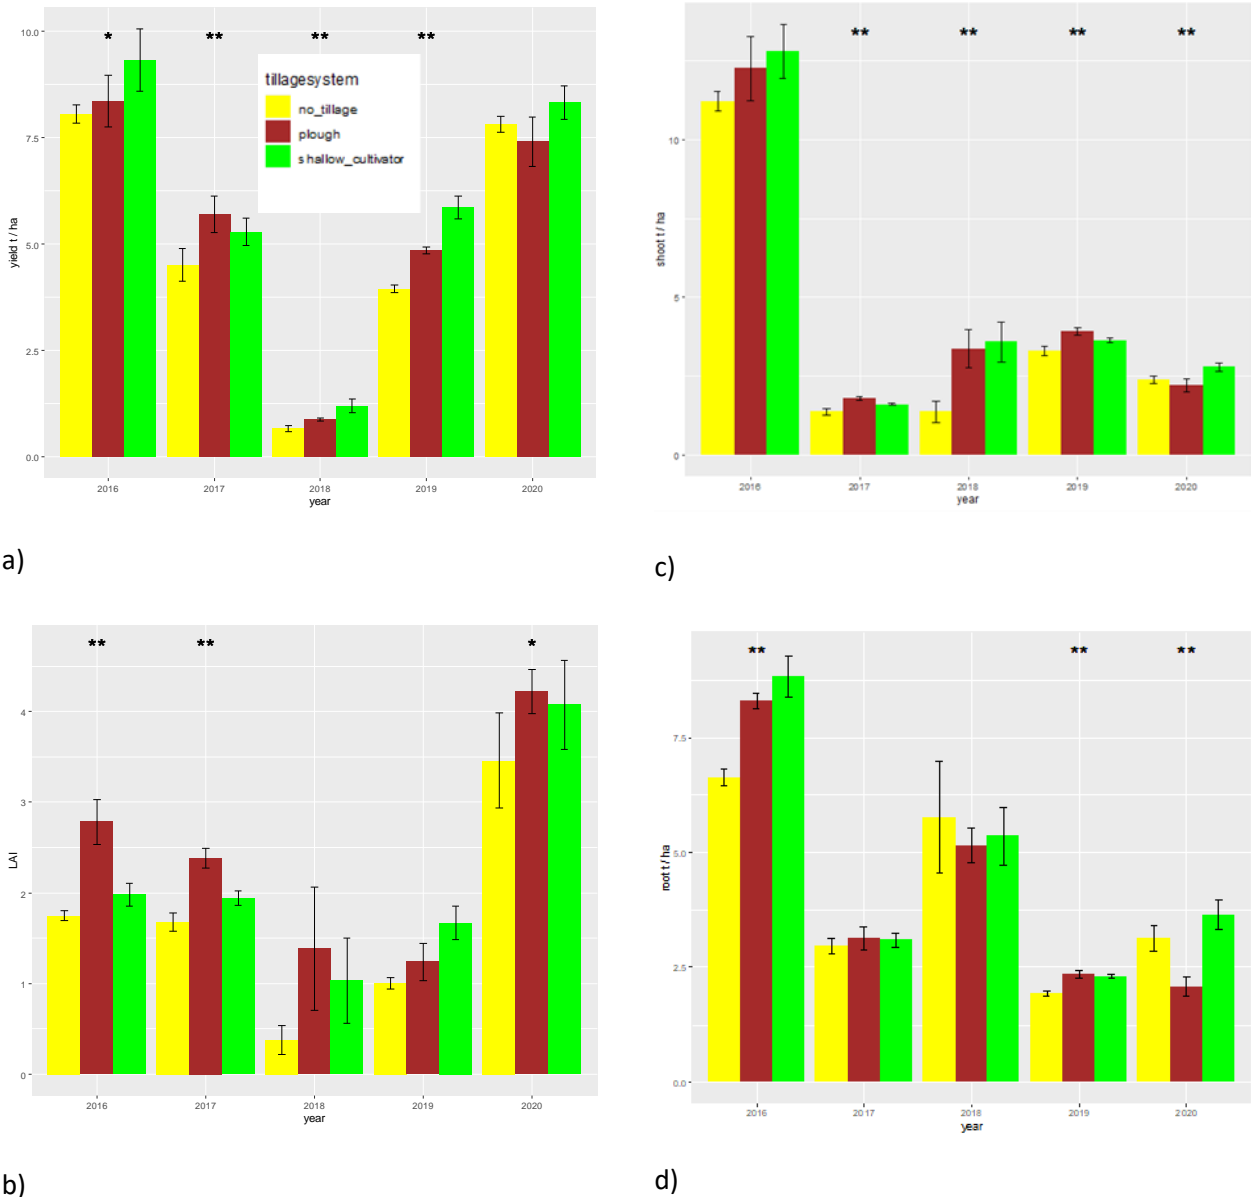 10.0
7.5
5.0
2.5
0.0
yield t / ha
* ** ** **
tillagesystem
no_tillage
plough
shallow_cultivator
2016 2017 2018 2019 2020
year
a)
10
5
0
shoot t / ha
** ** ** **
2016 2017 2018 2019 2020
year
c)
4
3
2
1
0
LAI
** ** *
2016 2017 2018 2019 2020
year
b)
7.5
5.0
2.5
0.0
root t / ha
** ** **
2016 2017 2018 2019 2020
year
d)